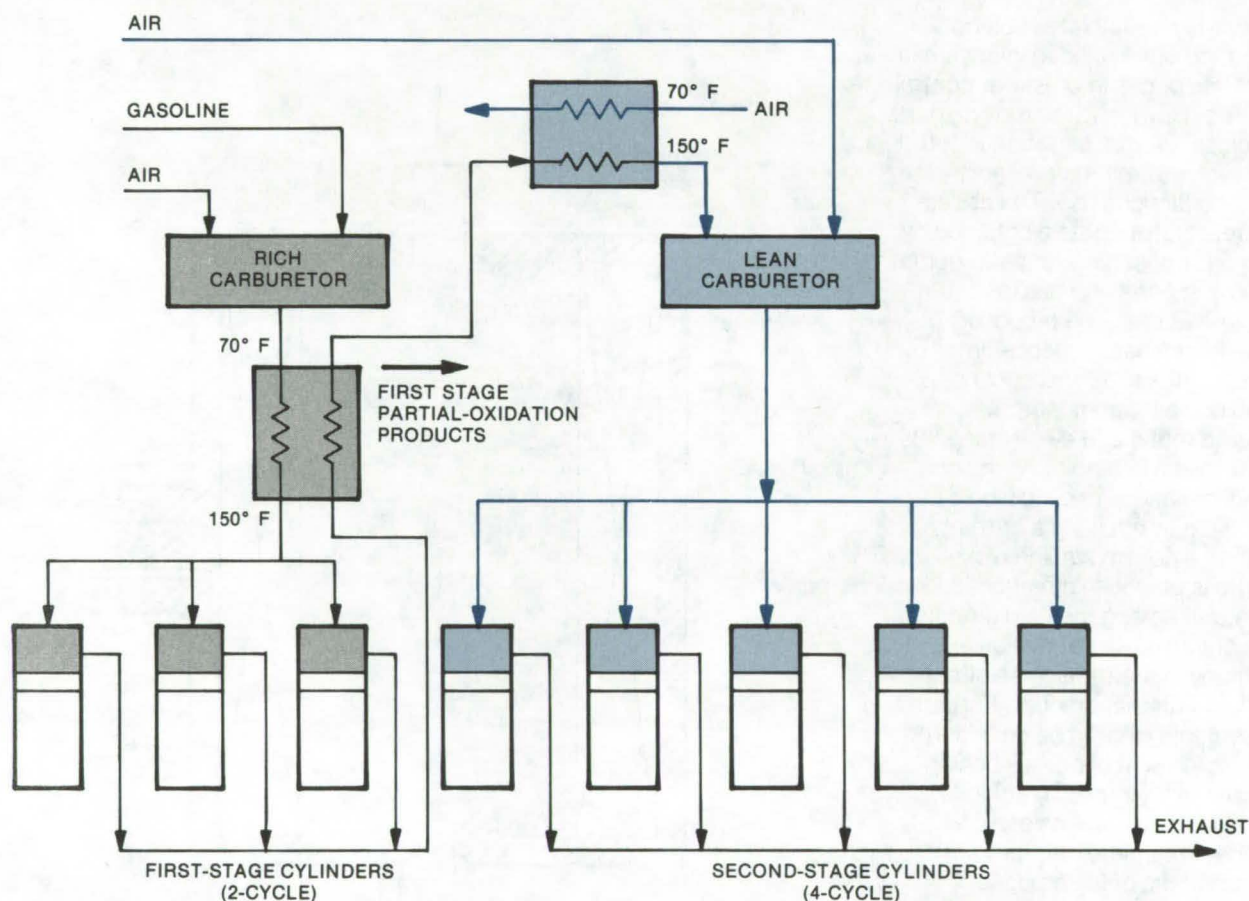 AIR
GASOLINE
AIR
70° F
AIR
150° F
RICH
CARBURETOR
LEAN
CARBURETOR
70° F
FIRST STAGE
PARTIAL-OXIDATION
PRODUCTS
150° F
EXHAUST
FIRST-STAGE CYLINDERS
(2-CYCLE)
SECOND-STAGE CYLINDERS
(4-CYCLE)